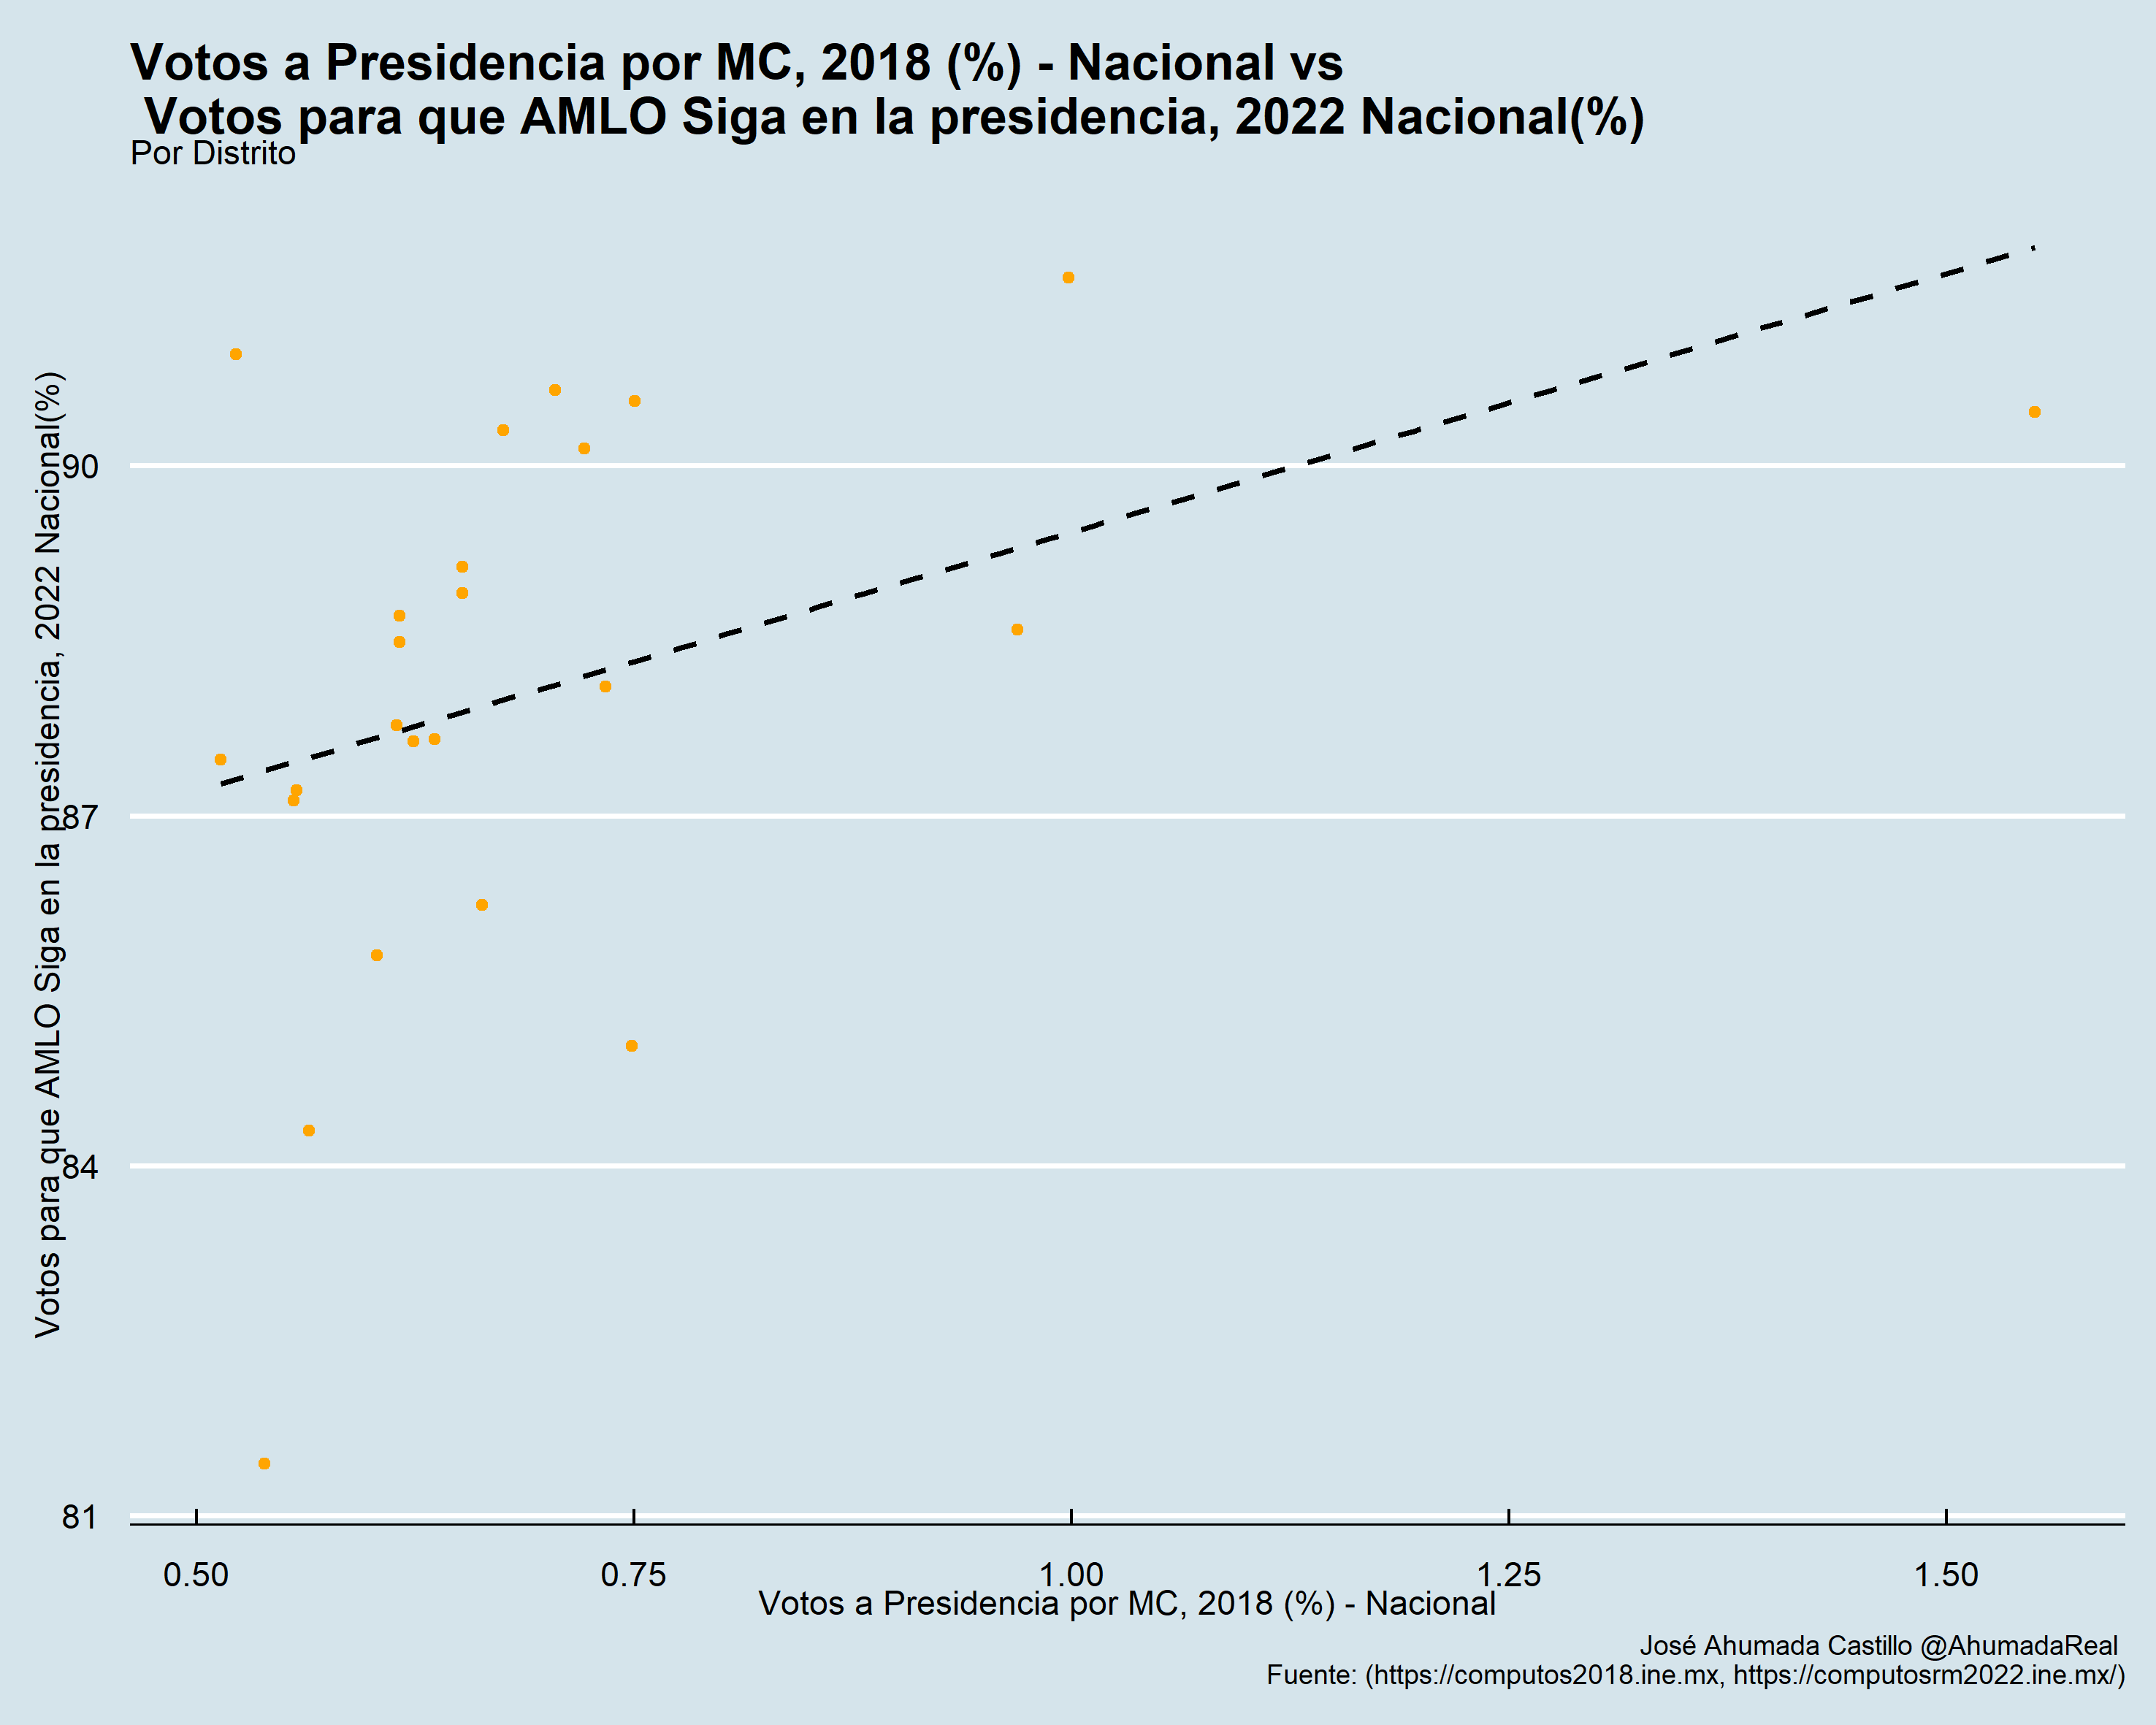 Votos a Presidencia por MC, 2018 (%) - Nacional vs
Votos para que AMLO Siga en la presidencia, 2022 Nacional(%)
Por Distrito
Votos para que AMLO Siga en la presidencia, 2022 Nacional(%)
90
87
84
81
0.50
0.75
1.00
1.25
1.50
Votos a Presidencia por MC, 2018 (%) - Nacional
José Ahumada Castillo @AhumadaReal
Fuente: (https://computos2018.ine.mx, https://computosrm2022.ine.mx/)